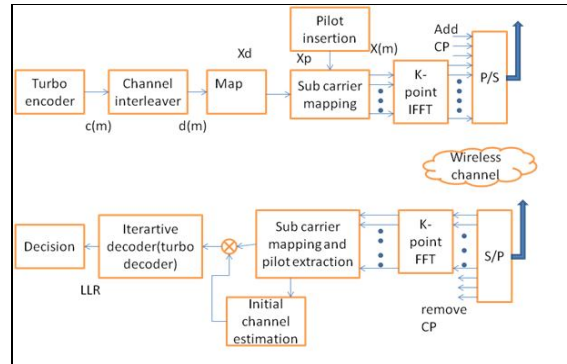 Pilot
insertion
Add
CP
Xd
Xp
X(m)
Turbo
encoder
Channel
interleaver
Map
Sub carrier
mapping
K-
point
IFFT
P/S
c(m)
d(m)
Wireless
channel
Decision
Iterartive
decoder(turbo
decoder)
Sub carrier
mapping and
pilot extraction
K-
point
FFT
S/P
LLR
Initial
channel
estimation
remove
CP